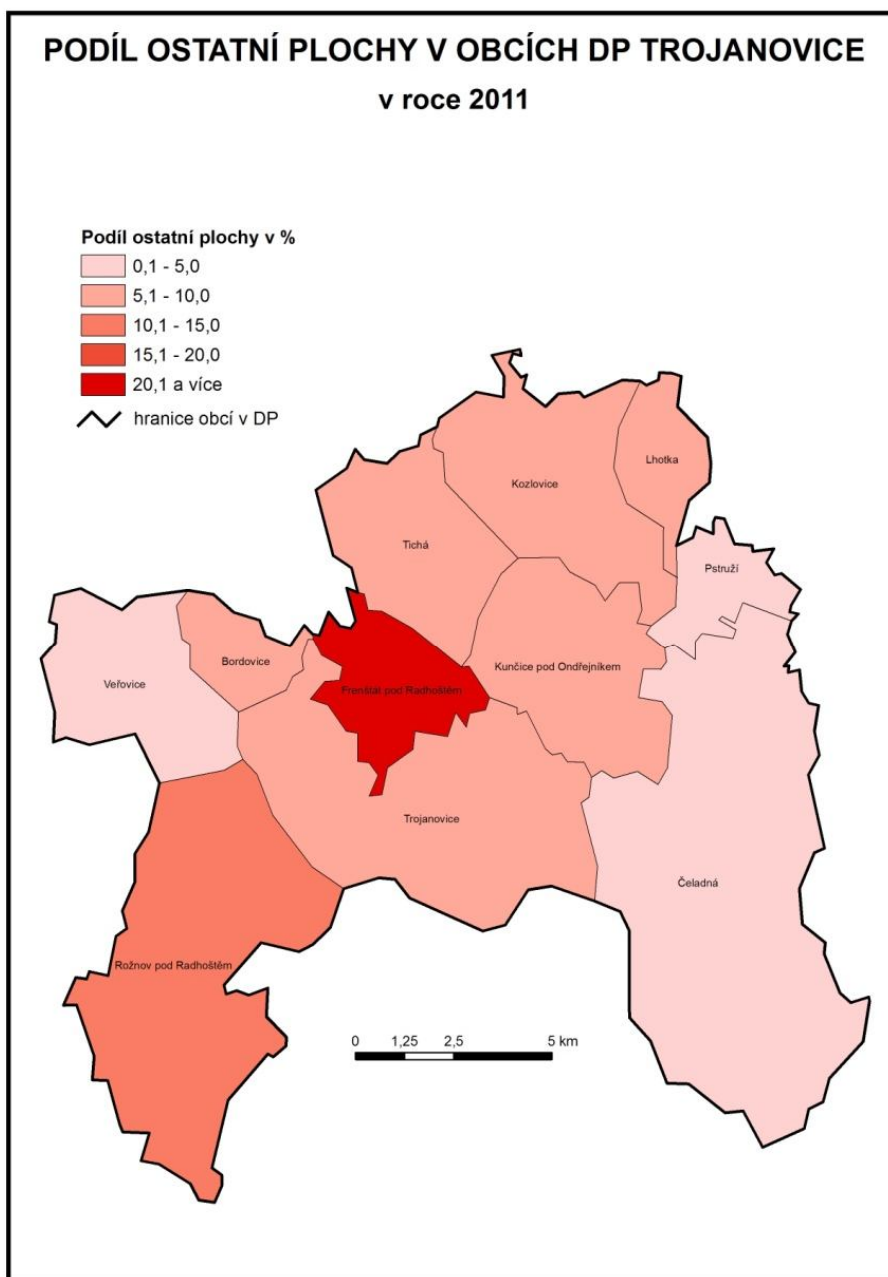 PODÍL OSTATNÍ PLOCHY V OBCÍCH DP TROJANOVICE
v roce 2011
Podíl ostatní plochy v %
0,1 - 5,0
5,1 - 10,0
10,1 - 15,0
15,1 - 20,0
20,1 a více
hranice obcí v DP
Lhotka
Kozlovice
Tichá
Pstruží
Bordovice
Kunčice pod Ondřejníkem
Veřovice
Frenštát pod Radhoštěm
Trojanovice
Čeladná
Rožnov pod Radhoštěm
0 1,25 2,5 5 km